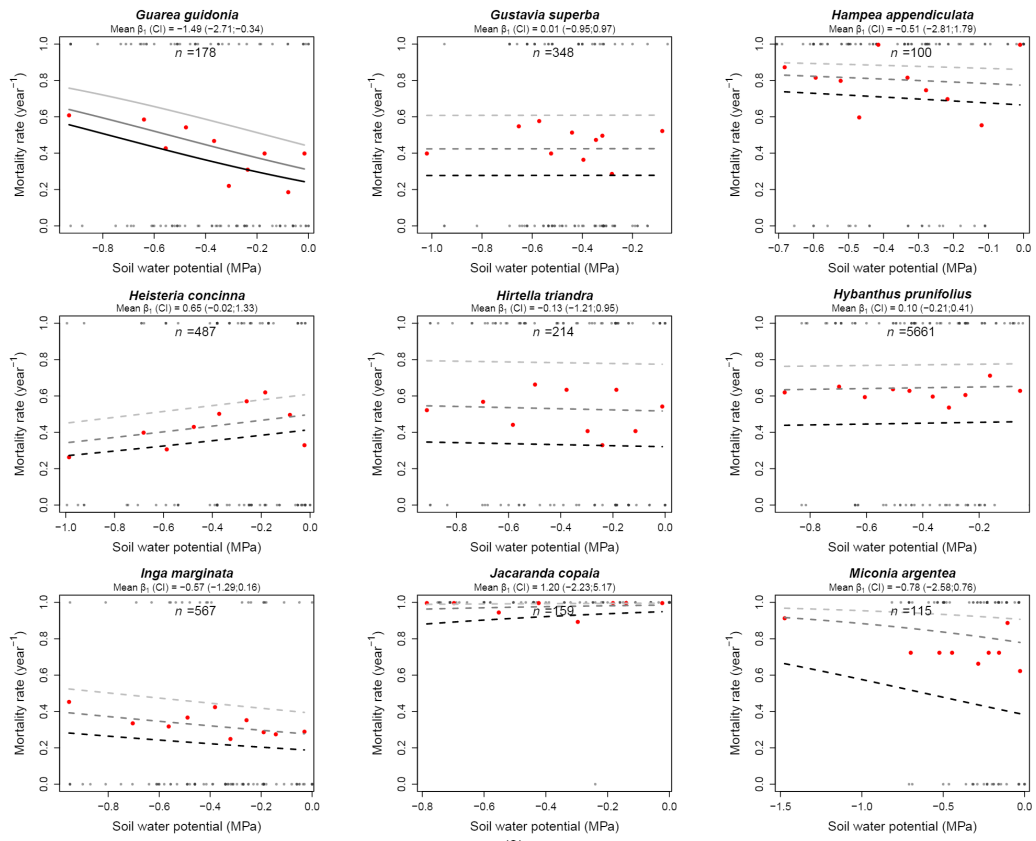 Guarea guidonia
Mean β₁ (CI) = −1.49 (−2.71;−0.34)
n =178
Mortality rate (year⁻¹)
0.0 0.2 0.4 0.6 0.8 1.0
−0.8 −0.6 −0.4 −0.2 −0.0
Soil water potential (MPa)
Gustavia superba
Mean β₁ (CI) = 0.01 (−0.95;0.97)
n =348
Mortality rate (year⁻¹)
0.0 0.2 0.4 0.6 0.8 1.0
−1.0 −0.8 −0.6 −0.4 −0.2
Soil water potential (MPa)
Hampea appendiculata
Mean β₁ (CI) = −0.51 (−2.81;1.79)
n =100
Mortality rate (year⁻¹)
0.0 0.2 0.4 0.6 0.8 1.0
−0.7 −0.6 −0.5 −0.4 −0.3 −0.2 −0.1 0.0
Soil water potential (MPa)
Heisteria concinna
Mean β₁ (CI) = 0.65 (−0.02;1.33)
n =487
Mortality rate (year⁻¹)
0.0 0.2 0.4 0.6 0.8 1.0
−1.0 −0.8 −0.6 −0.4 −0.2 0.0
Soil water potential (MPa)
Hirtella triandra
Mean β₁ (CI) = −0.13 (−1.21;0.95)
n =214
Mortality rate (year⁻¹)
0.0 0.2 0.4 0.6 0.8 1.0
−0.8 −0.6 −0.4 −0.2 0.0
Soil water potential (MPa)
Hybanthus prunifolius
Mean β₁ (CI) = 0.10 (−0.21;0.41)
n =5661
Mortality rate (year⁻¹)
0.0 0.2 0.4 0.6 0.8 1.0
−0.8 −0.6 −0.4 −0.2
Soil water potential (MPa)
Inga marginata
Mean β₁ (CI) = −0.57 (−1.29;0.16)
n =567
Mortality rate (year⁻¹)
0.0 0.2 0.4 0.6 0.8 1.0
−0.8 −0.6 −0.4 −0.2 0.0
Soil water potential (MPa)
Jacaranda copaia
Mean β₁ (CI) = 1.20 (−2.23;5.17)
n =159
Mortality rate (year⁻¹)
0.0 0.2 0.4 0.6 0.8 1.0
−0.8 −0.6 −0.4 −0.2 0.0
Soil water potential (MPa)
Miconia argentea
Mean β₁ (CI) = −0.78 (−2.58;0.76)
n =115
Mortality rate (year⁻¹)
0.0 0.2 0.4 0.6 0.8 1.0
−1.5 −1.0 −0.5 0.0
Soil water potential (MPa)